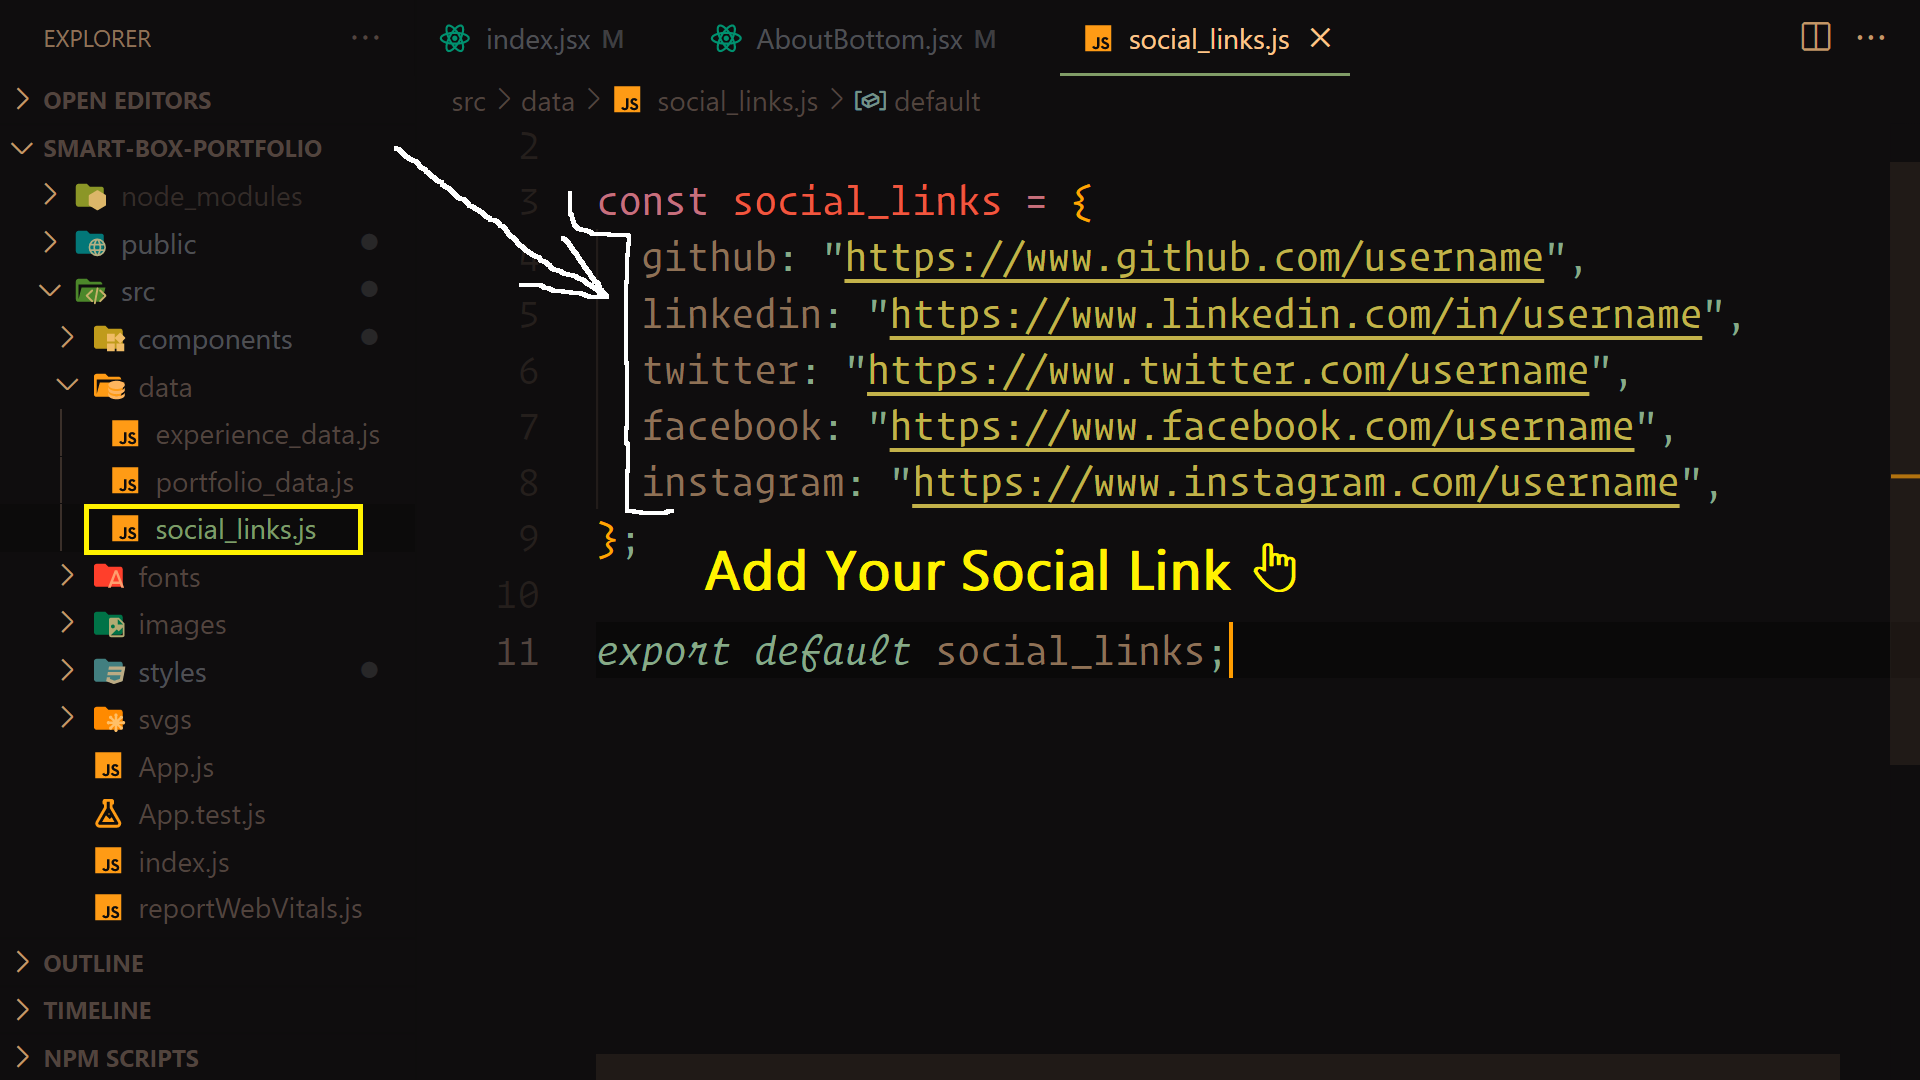 EXPLORER
OPEN EDITORS
SMART-BOX-PORTFOLIO
node_modules
public
src
components
data
experience_data.js
portfolio_data.js
social_links.js
fonts
images
styles
svgs
App.js
App.test.js
index.js
reportWebVitals.js
OUTLINE
TIMELINE
NPM SCRIPTS
index.jsx M
AboutBottom.jsx M
JS social_links.js
src > data > JS social_links.js > default
2
3 const social_links = {
4 github: "https://www.github.com/username",
5 linkedin: "https://www.linkedin.com/in/username",
6 twitter: "https://www.twitter.com/username",
7 facebook: "https://www.facebook.com/username",
8 instagram: "https://www.instagram.com/username",
9 };
Add Your Social Link
10
11 export default social_links;